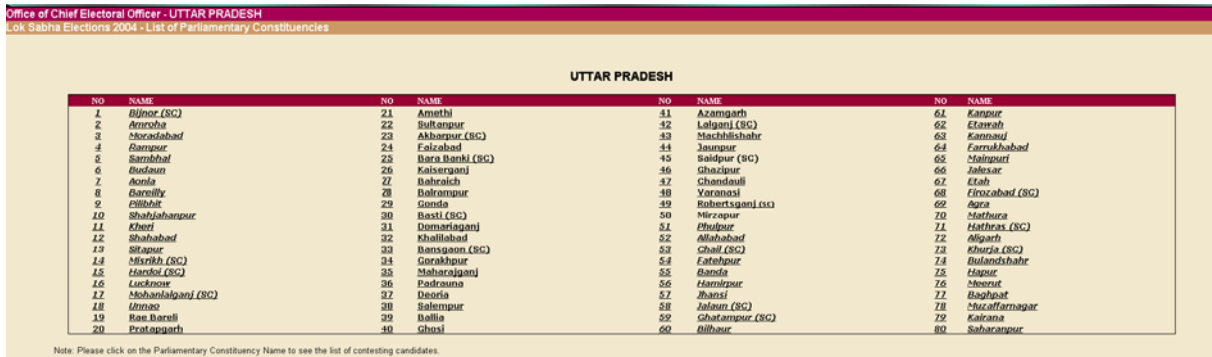 Office of Chief Electoral Officer - UTTAR PRADESH
Lok Sabha Elections 2004 - List of Parliamentary Constituencies
UTTAR PRADESH
NO NAME NO NAME NO NAME NO NAME
1 Bijnor (SC) 21 Amethi 41 Azamgarh 61 Kanpur
2 Amroha 22 Sultanpur 42 Lalganj (SC) 62 Etawah
3 Moradabad 23 Akbarpur (SC) 43 Machhlishahr 63 Kannauj
4 Rampur 24 Faizabad 44 Jaunpur 64 Farrukhabad
5 Sambhal 25 Bara Banki (SC) 45 Saidpur (SC) 65 Mainpuri
6 Budaun 26 Kaiserganj 46 Ghazipur 66 Jalesar
7 Aonla 27 Bahraich 47 Chandauli 67 Etah
8 Bareilly 28 Balrampur 48 Varanasi 68 Firozabad (SC)
9 Pilibhit 29 Gonda 49 Robertsganj (SC) 69 Agra
10 Shahjahanpur 30 Basti (SC) 50 Mirzapur 70 Mathura
11 Kheri 31 Domariaganj 51 Phulpur 71 Hathras (SC)
12 Shahabad 32 Khalilabad 52 Allahabad 72 Aligarh
13 Sitapur 33 Bansgaon (SC) 53 Chail (SC) 73 Khurja (SC)
14 Misrikh (SC) 34 Gorakhpur 54 Fatehpur 74 Bulandshahr
15 Hardoi (SC) 35 Maharajganj 55 Banda 75 Hapur
16 Lucknow 36 Padrauna 56 Hamirpur 76 Meerut
17 Mohanlalganj (SC) 37 Deoria 57 Jhansi 77 Baghpat
18 Unnao 38 Salempur 58 Jalaun (SC) 78 Muzaffarnagar
19 Rae Bareli 39 Ballia 59 Ghatampur (SC) 79 Kairana
20 Pratapgarh 40 Ghosi 60 Bilhaur 80 Saharanpur
Note: Please click on the Parliamentary Constituency Name to see the list of contesting candidates.